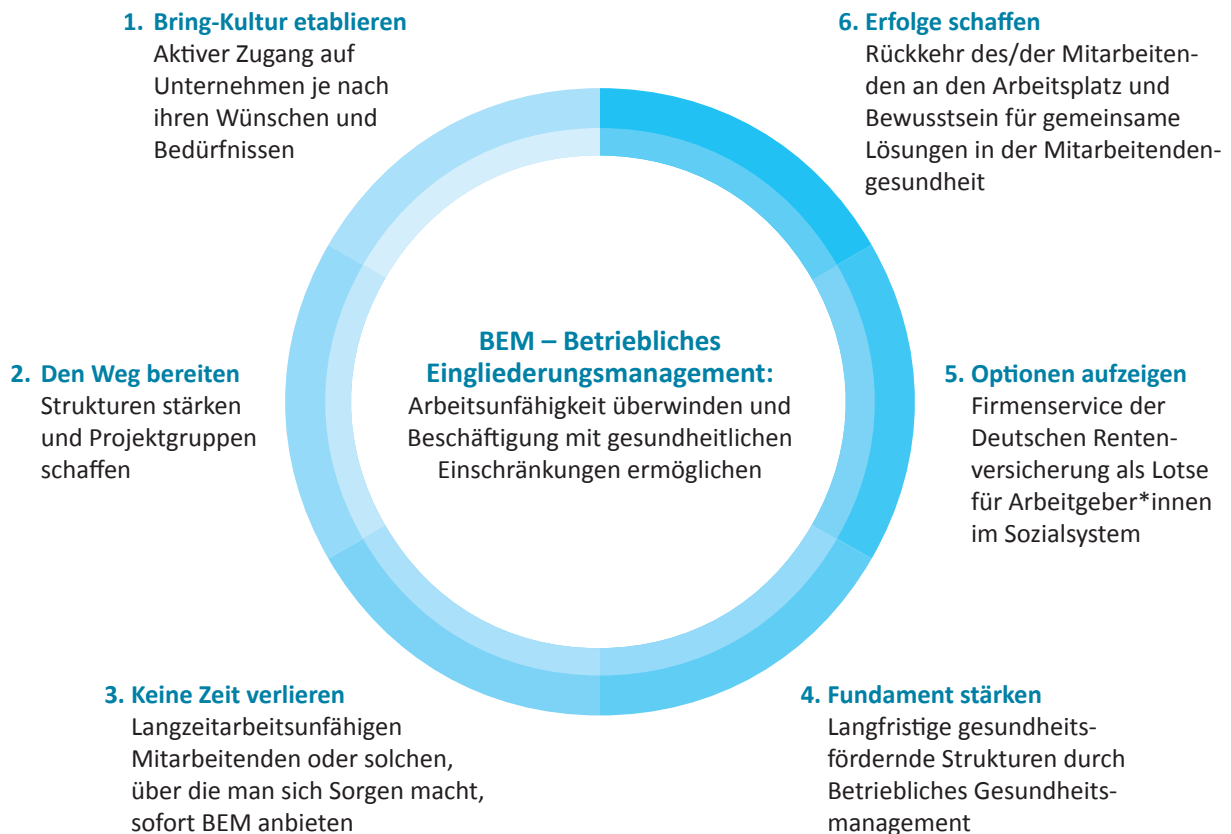 1. Bring-Kultur etablieren
Aktiver Zugang auf
Unternehmen je nach
ihren Wünschen und
Bedürfnissen
2. Den Weg bereiten
Strukturen stärken
und Projektgruppen
schaffen
3. Keine Zeit verlieren
Langzeitarbeitsunfähigen
Mitarbeitenden oder solchen,
über die man sich Sorgen macht,
sofort BEM anbieten
BEM – Betriebliches
Eingliederungsmanagement:
Arbeitsunfähigkeit überwinden und
Beschäftigung mit gesundheitlichen
Einschränkungen ermöglichen
4. Fundament stärken
Langfristige gesundheits-
fördernde Strukturen durch
Betriebliches Gesundheits-
management
5. Optionen aufzeigen
Firmenservice der
Deutschen Renten-
versicherung als Lotse
für Arbeitgeber*innen
im Sozialsystem
6. Erfolge schaffen
Rückkehr des/der Mitarbeiten-
den an den Arbeitsplatz und
Bewusstsein für gemeinsame
Lösungen in der Mitarbeitenden-
gesundheit